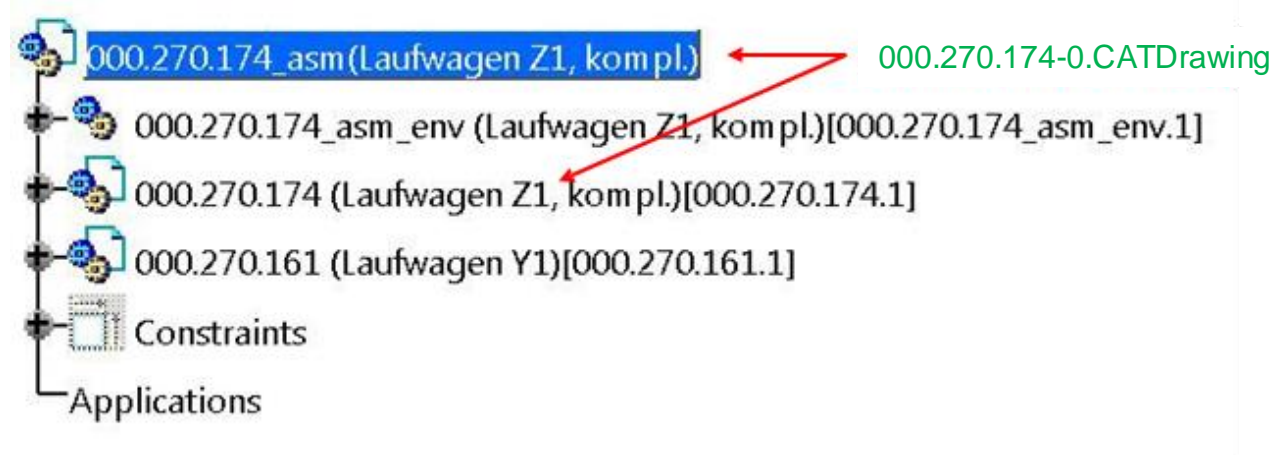 000.270.174_asm(Laufwagen Z1, kompl.) 000.270.174-0.CATDrawing
000.270.174_asm_env (Laufwagen Z1, kompl.)[000.270.174_asm_env.1]
000.270.174 (Laufwagen Z1, kompl.)[000.270.174.1]
000.270.161 (Laufwagen Y1)[000.270.161.1]
Constraints
Applications